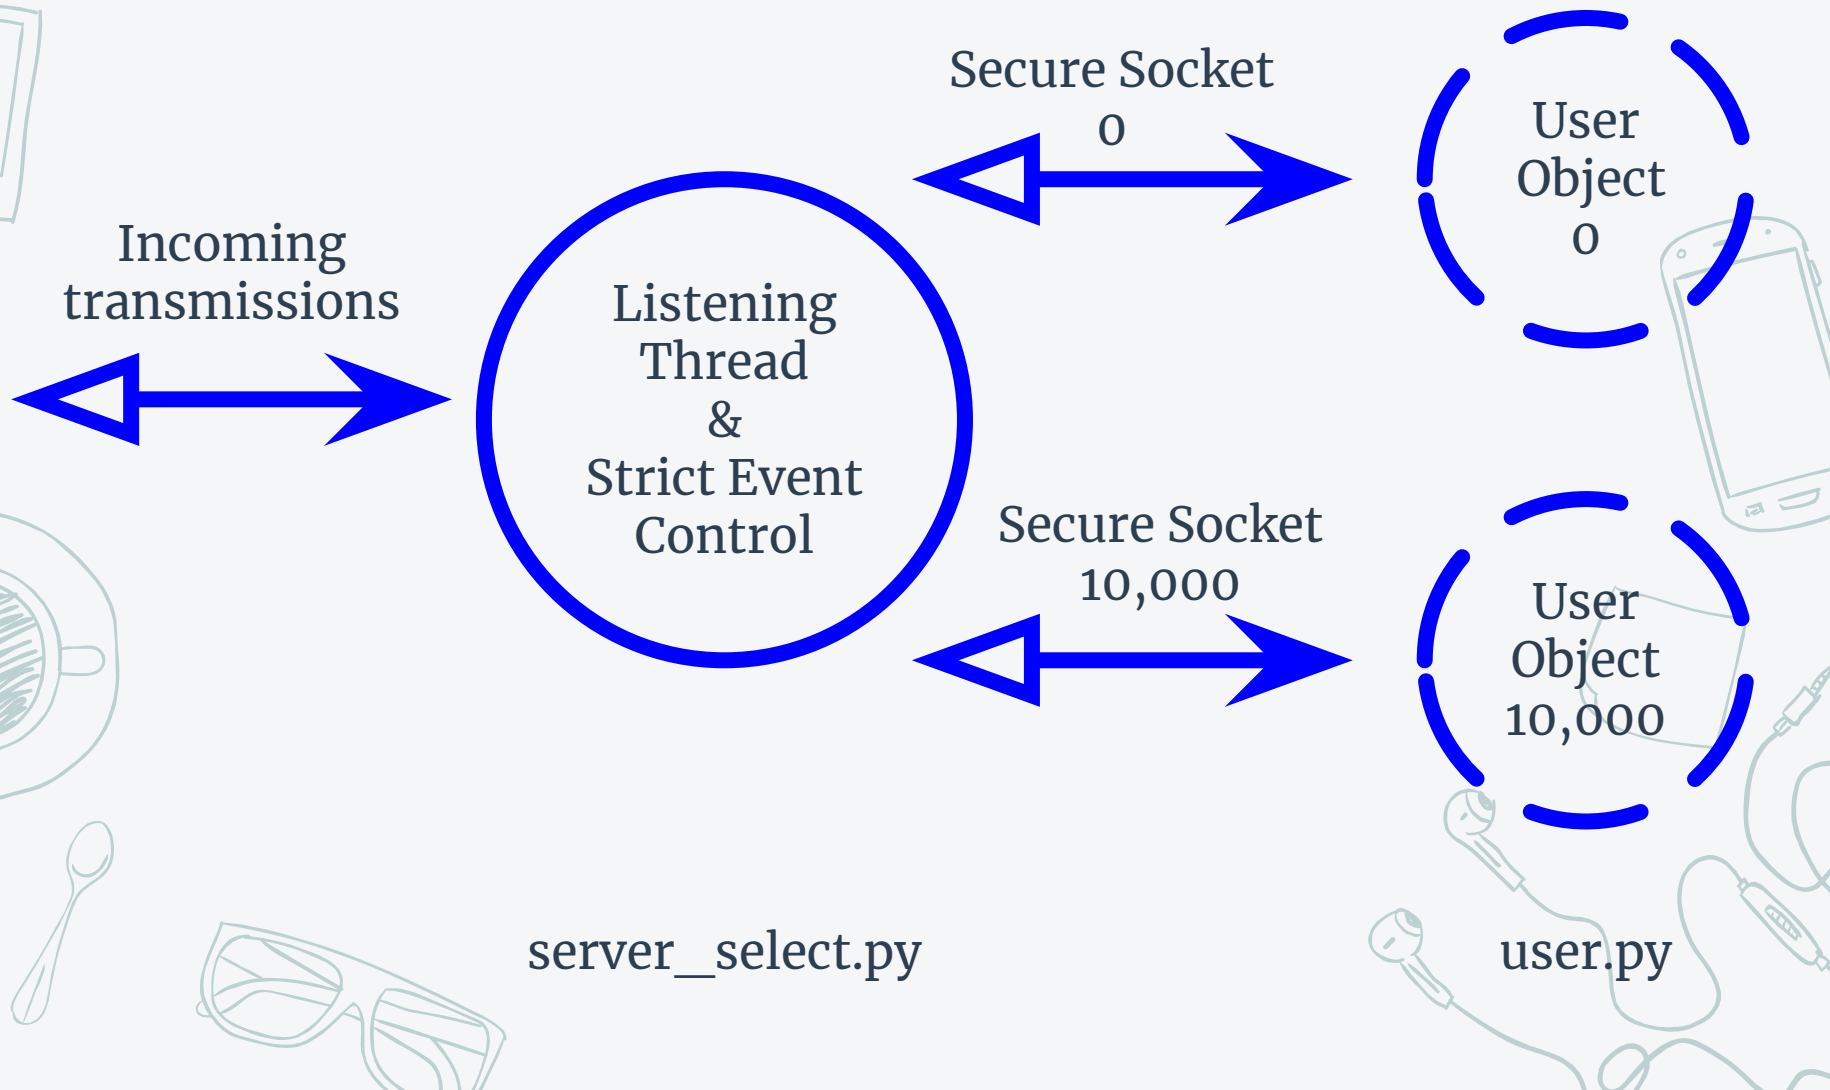 Incoming
transmissions
Listening
Thread
&
Strict Event
Control
Secure Socket
0
User
Object
0
Secure Socket
10,000
User
Object
10,000
server_select.py
user.py